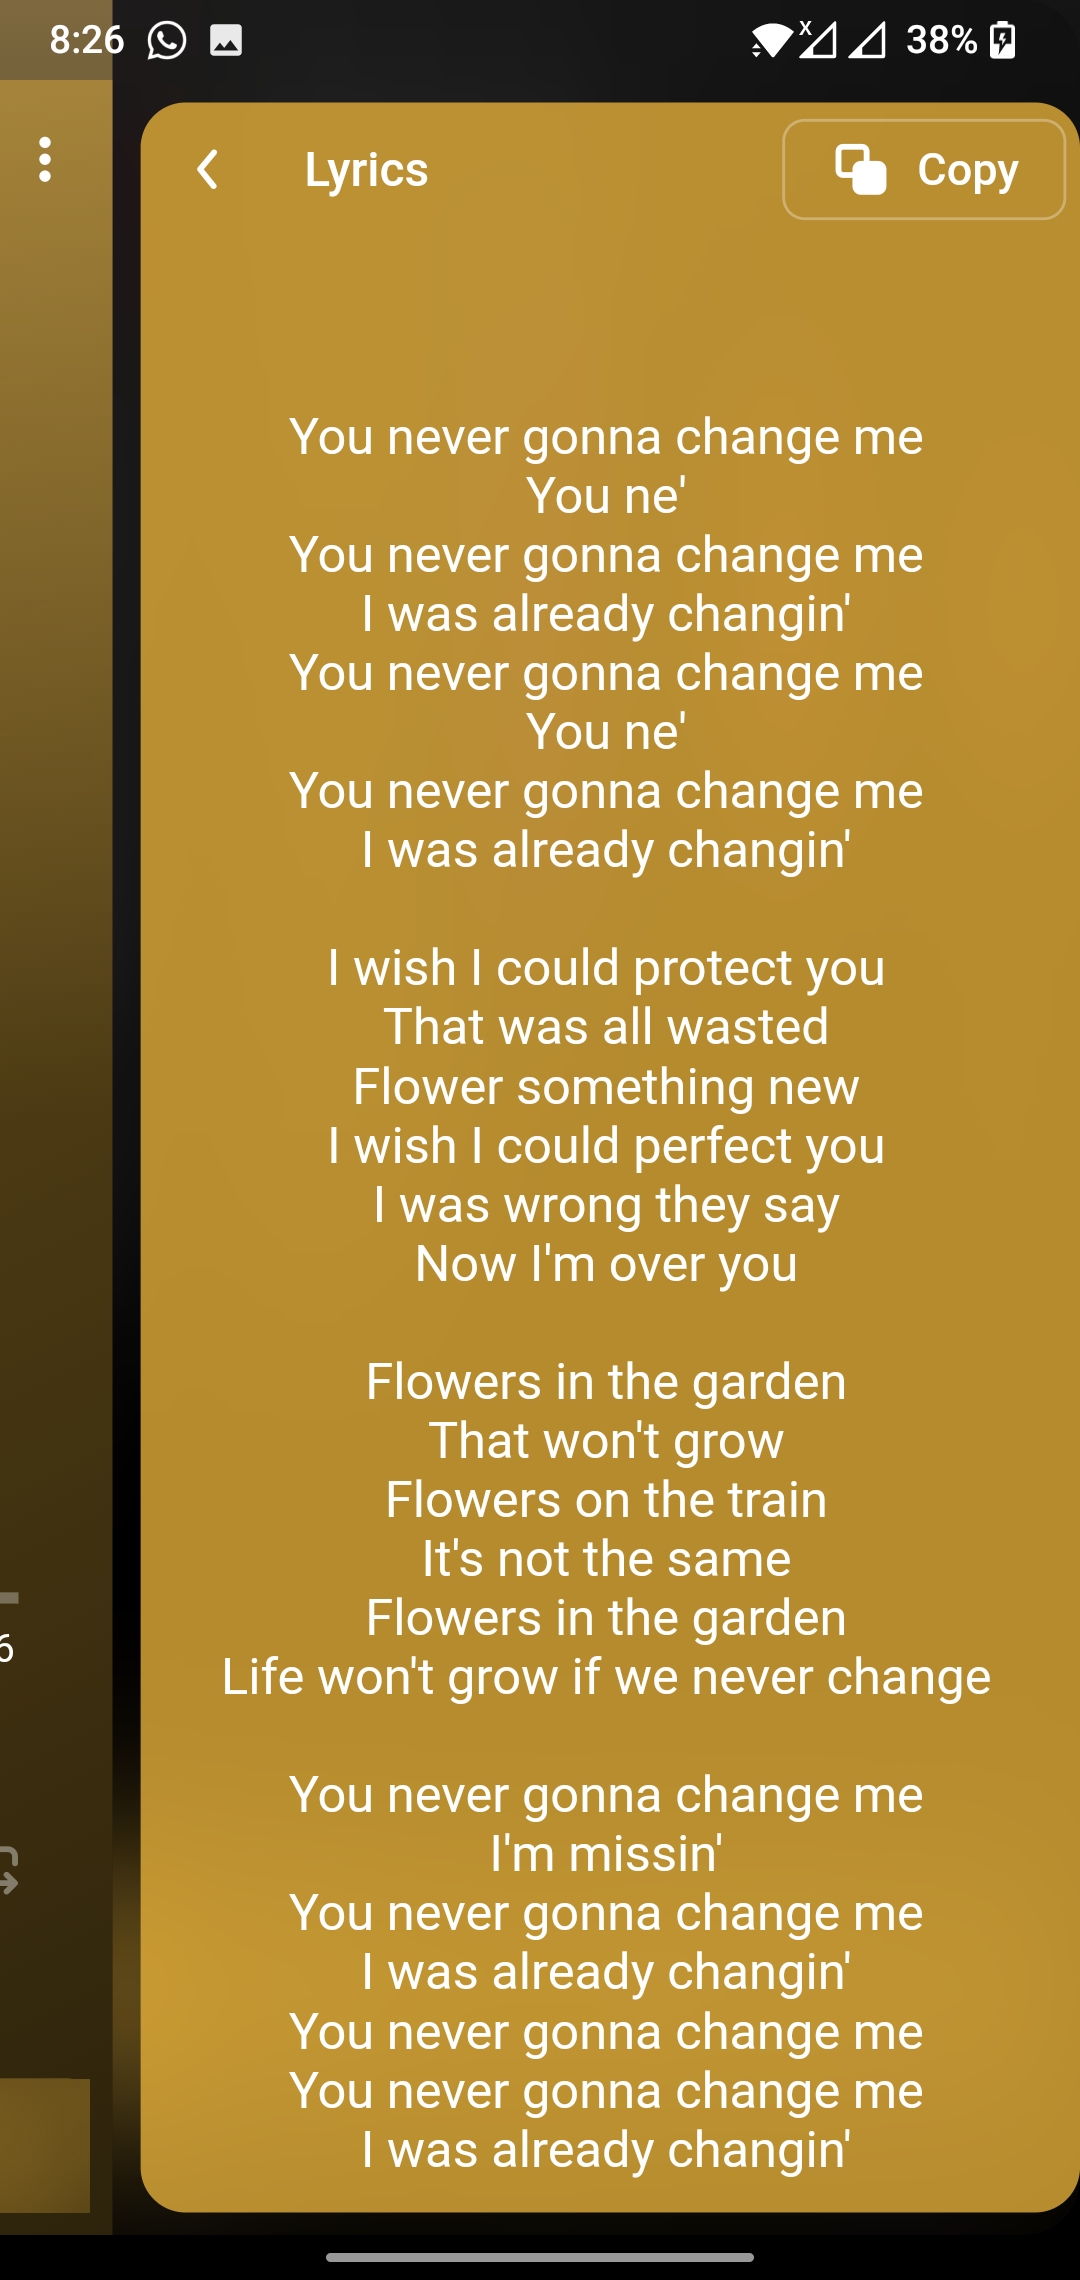 8:26
x
38%
Lyrics
Copy
You never gonna change me
You ne'
You never gonna change me
I was already changin'
You never gonna change me
You ne'
You never gonna change me
I was already changin'
I wish I could protect you
That was all wasted
Flower something new
I wish I could perfect you
I was wrong they say
Now I'm over you
Flowers in the garden
That won't grow
Flowers on the train
It's not the same
Flowers in the garden
Life won't grow if we never change
6
You never gonna change me
I'm missin'
You never gonna change me
I was already changin'
You never gonna change me
You never gonna change me
I was already changin'